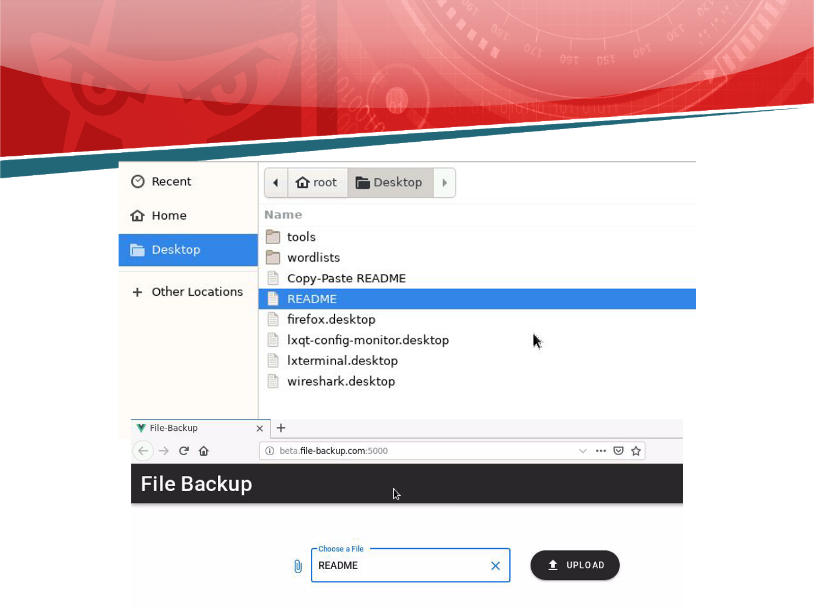 Recent
Home
Desktop
Other Locations
root
Desktop
Name
tools
wordlists
Copy-Paste README
README
firefox.desktop
lxqt-config-monitor.desktop
lxterminal.desktop
wireshark.desktop
File-Backup
beta.file-backup.com:5000
File Backup
Choose a File
README
UPLOAD